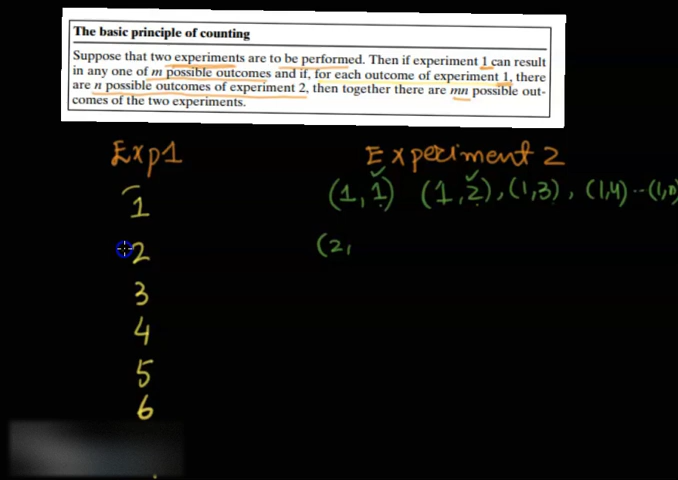 The basic principle of counting
Suppose that two experiments are to be performed. Then if experiment 1 can result
in any one of m possible outcomes and if, for each outcome of experiment 1, there
are n possible outcomes of experiment 2, then together there are mn possible out-
comes of the two experiments.
Exp1 Experiment 2
1 (1,1) (1,2), (1,3), (1,4) -- (1,n)
2 (2,
3
4
5
6